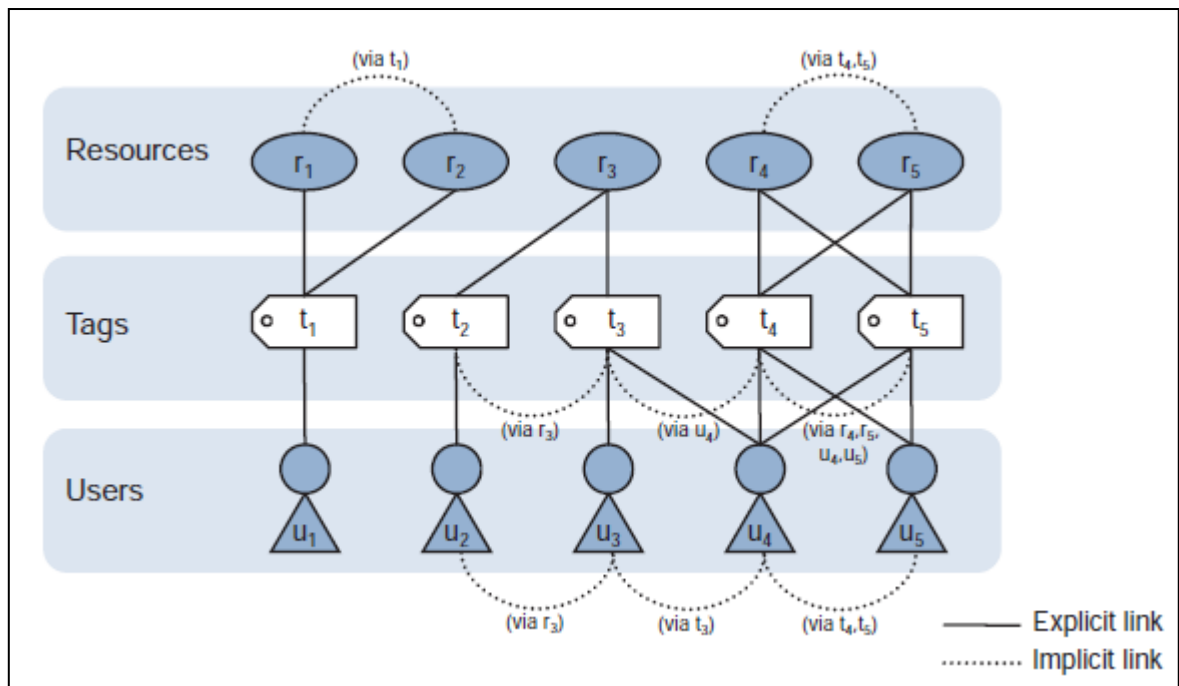 (via t₁) (via t₄,t₅)
Resources r₁ r₂ r₃ r₄ r₅
Tags t₁ t₂ t₃ t₄ t₅
(via r₃) (via u₄) (via r₄,r₅,
u₄,u₅)
Users
u₁ u₂ u₃ u₄ u₅
(via r₃) (via t₃) (via t₄,t₅)
Explicit link
Implicit link